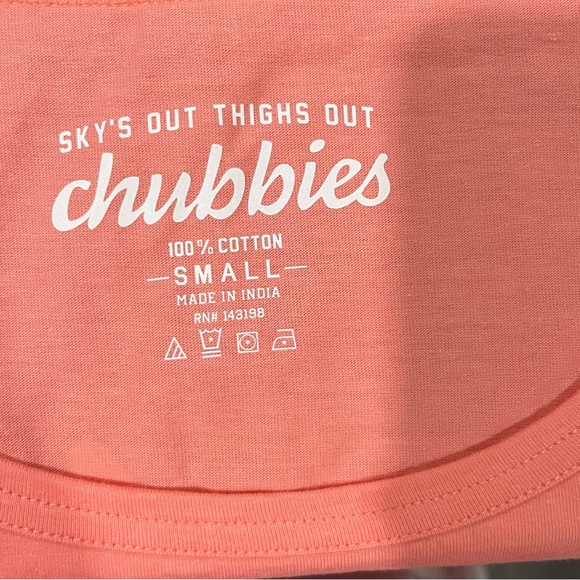 SKY'S OUT THIGHS OUT
chubbies
100% COTTON
SMALL
MADE IN INDIA
RN# 143198